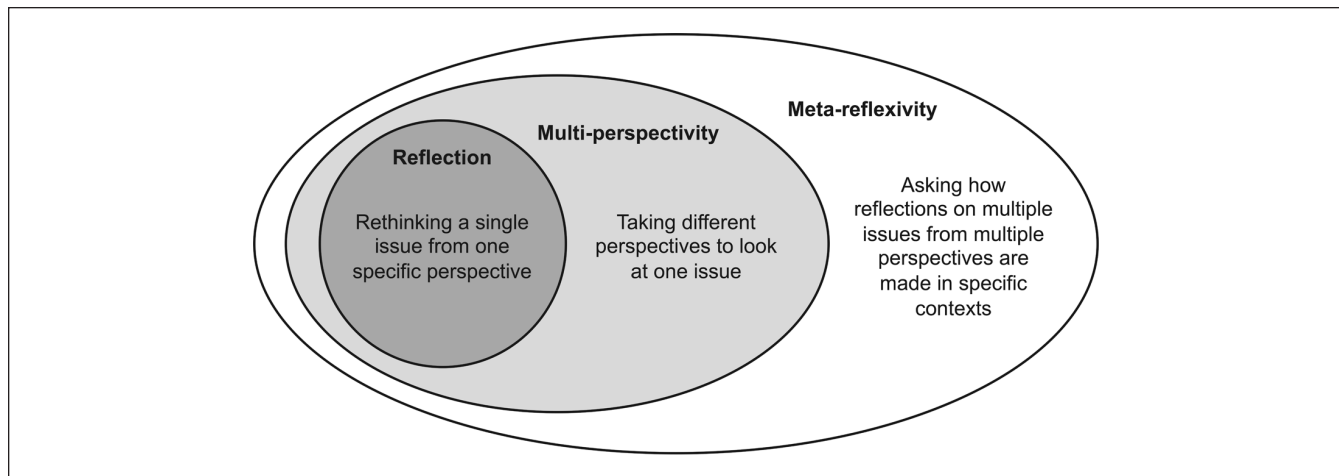 Reflection
Rethinking a single
issue from one
specific perspective
Multi-perspectivity
Taking different
perspectives to look
at one issue
Meta-reflexivity
Asking how
reflections on multiple
issues from multiple
perspectives are
made in specific
contexts